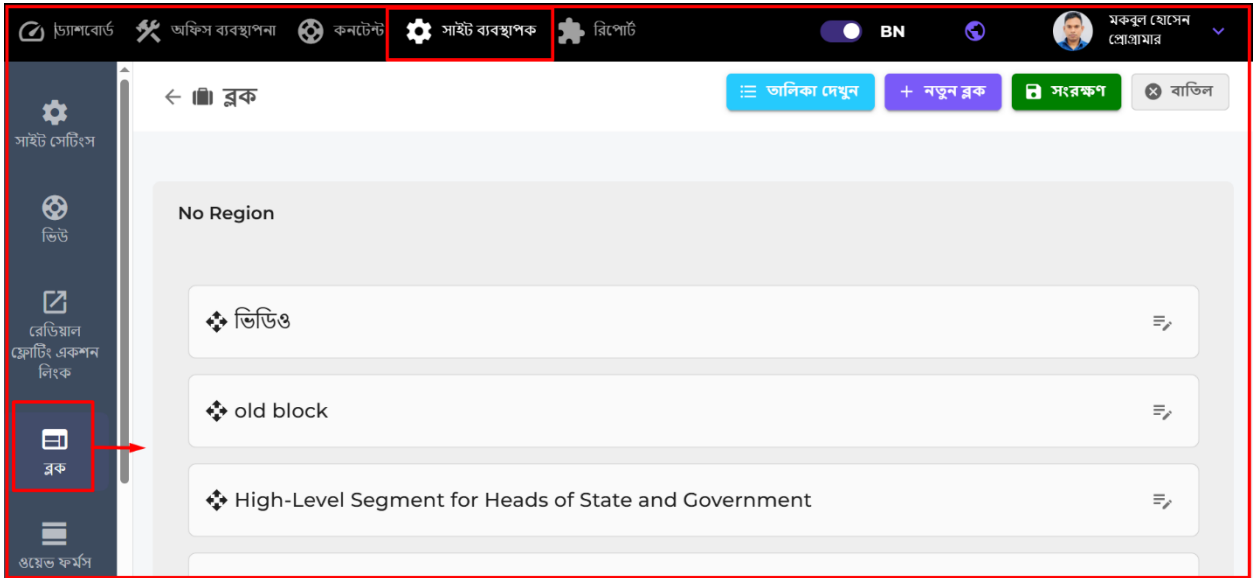 ড্যাশবোর্ড অফিস ব্যবস্থাপনা কনটেন্ট সাইট ব্যবস্থাপক রিপোর্ট BN মকবুল হোসেন
প্রোগ্রামার
সাইট সেটিংস
ভিউ
রেডিয়াল
ফ্লোটিং একশন
লিংক
ব্লক
ওয়েভ ফর্মস
ব্লক তালিকা দেখুন + নতুন ব্লক সংরক্ষণ বাতিল
No Region
ভিডিও
old block
High-Level Segment for Heads of State and Government